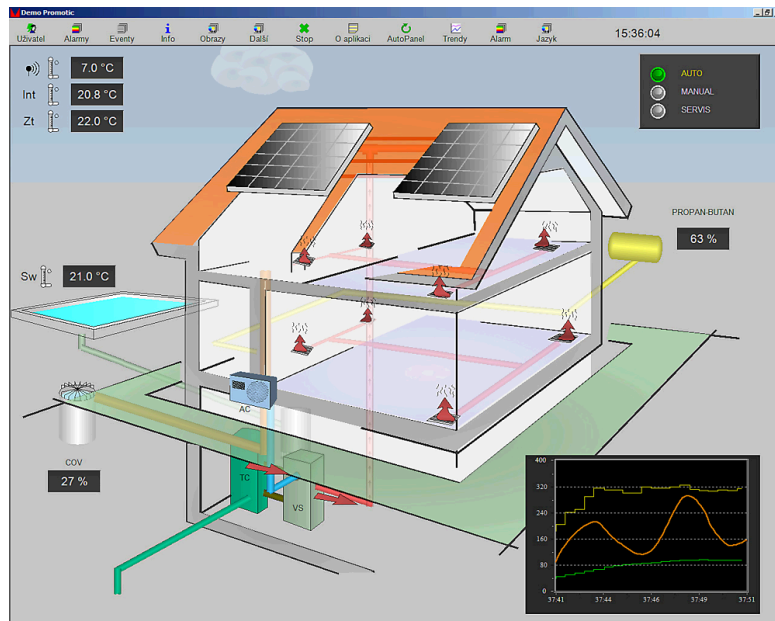 Demo Promotic
Uživatel Alarmy Eventy Info Obrazy Další Stop O aplikaci AutoPanel Trendy Alarm Jazyk 15:36:04
7.0 °C
Int 20.8 °C
Zt 22.0 °C
AUTO
MANUAL
SERVIS
PROPAN-BUTAN
63 %
Sw 21.0 °C
AC
COV
27 %
TC
VS
400
320
240
160
80
0
37:41 37:44 37:46 37:49 37:51